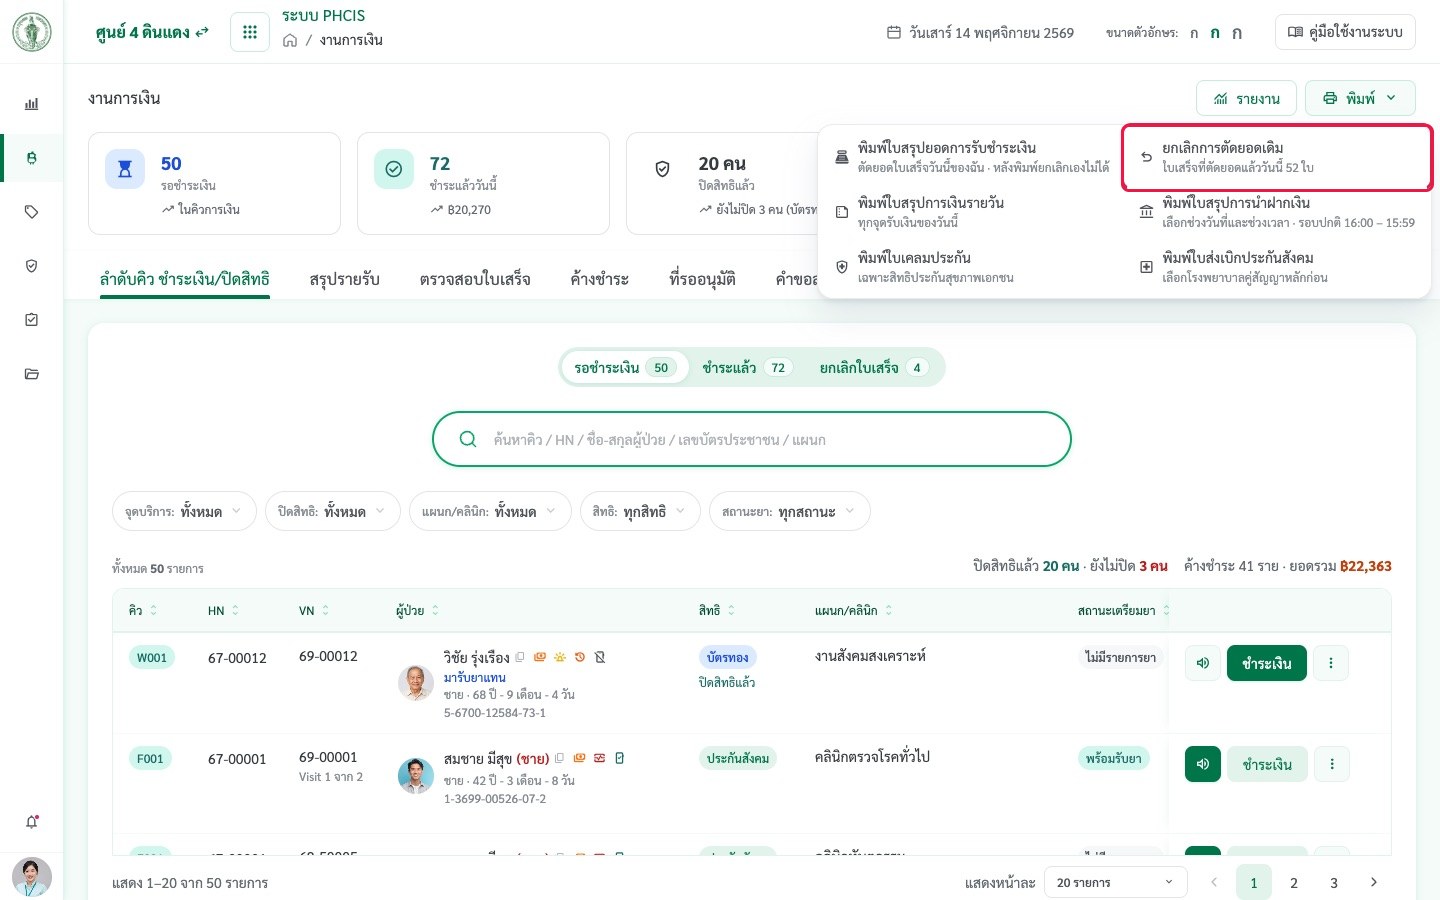 ศูนย์ 4 ดินแดง
ระบบ PHCIS
/ งานการเงิน
วันเสาร์ 14 พฤศจิกายน 2569
ขนาดตัวอักษร: ก ก ก
คู่มือใช้งานระบบ
งานการเงิน
รายงาน
พิมพ์
50
รอชำระเงิน
ในคิวการเงิน
72
ชำระแล้ววันนี้
฿20,270
20 คน
ปิดสิทธิแล้ว
ยังไม่ปิด 3 คน (บัตรท
พิมพ์ใบสรุปยอดการรับชำระเงิน
ตัดยอดใบเสร็จวันนี้ของฉัน · หลังพิมพ์ยกเลิกเองไม่ได้
ยกเลิกการตัดยอดเดิม
ใบเสร็จที่ตัดยอดแล้ววันนี้ 52 ใบ
พิมพ์ใบสรุปการเงินรายวัน
ทุกจุดรับเงินของวันนี้
พิมพ์ใบสรุปการนำฝากเงิน
เลือกช่วงวันที่และช่วงเวลา · รอบปกติ 16:00 – 15:59
พิมพ์ใบเคลมประกัน
เฉพาะสิทธิประกันสุขภาพเอกชน
พิมพ์ใบส่งเบิกประกันสังคม
เลือกโรงพยาบาลคู่สัญญาหลักก่อน
ลำดับคิว ชำระเงิน/ปิดสิทธิ
สรุปรายรับ
ตรวจสอบใบเสร็จ
ค้างชำระ
ที่รออนุมัติ
คำขอ
รอชำระเงิน 50
ชำระแล้ว 72
ยกเลิกใบเสร็จ 4
ค้นหาคิว / HN / ชื่อ-สกุลผู้ป่วย / เลขบัตรประชาชน / แผนก
จุดบริการ: ทั้งหมด
ปิดสิทธิ: ทั้งหมด
แผนก/คลินิก: ทั้งหมด
สิทธิ: ทุกสิทธิ
สถานะยา: ทุกสถานะ
ทั้งหมด 50 รายการ
ปิดสิทธิแล้ว 20 คน · ยังไม่ปิด 3 คน
ค้างชำระ 41 ราย · ยอดรวม ฿22,363
คิว
HN
VN
ผู้ป่วย
สิทธิ
แผนก/คลินิก
สถานะเตรียมยา
W001
67-00012
69-00012
วิชัย รุ่งเรือง
มารับยาแทน
ชาย · 68 ปี - 9 เดือน - 4 วัน
5-6700-12584-73-1
บัตรทอง
ปิดสิทธิแล้ว
งานสังคมสงเคราะห์
ไม่มีรายการยา
ชำระเงิน
F001
67-00001
69-00001
Visit 1 จาก 2
สมชาย มีสุข (ชาย)
ชาย · 42 ปี - 3 เดือน - 8 วัน
1-3699-00526-07-2
ประกันสังคม
คลินิกตรวจโรคทั่วไป
พร้อมรับยา
ชำระเงิน
แสดง 1–20 จาก 50 รายการ
แสดงหน้าละ
20 รายการ
1
2
3